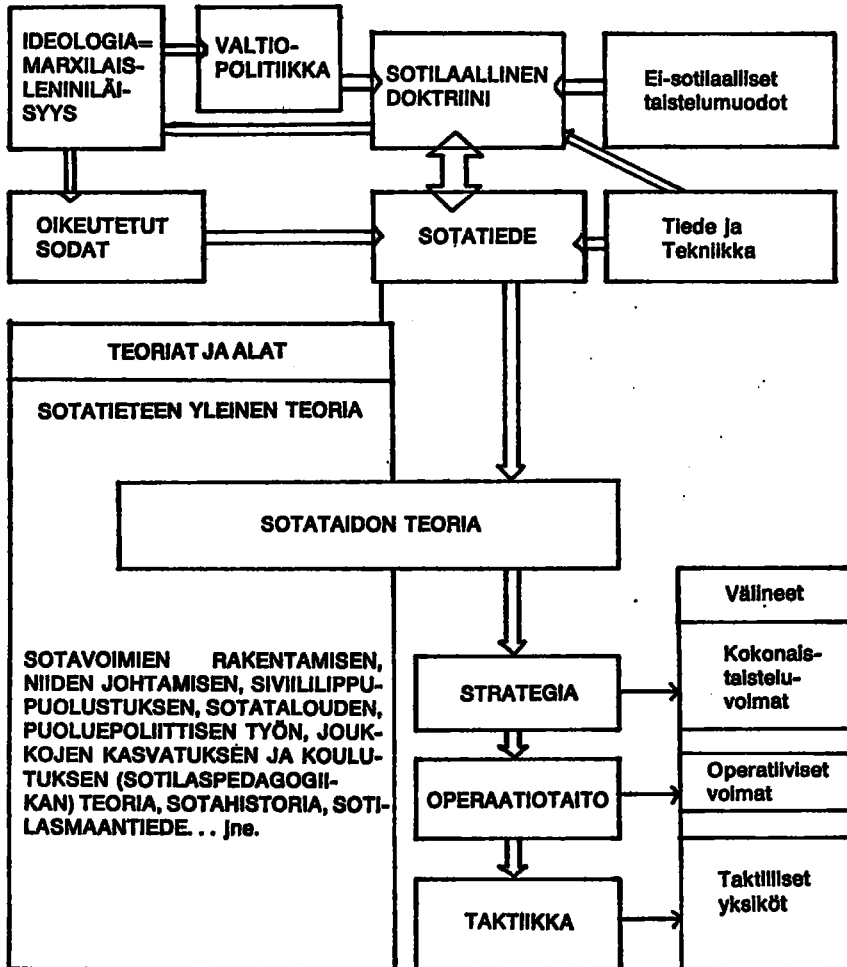 IDEOLOGIA=
MARXILAIS-
LENINILÄI-
SYYS
VALTIO-
POLITIIKKA
SOTILAALLINEN
DOKTRIINI
Ei-sotilaalliset
taistelumuodot
OIKEUTETUT
SODAT
SOTATIEDE
Tiede ja
Tekniikka
TEORIAT JA ALAT
SOTATIETEEN YLEINEN TEORIA
SOTATAIDON TEORIA
SOTAVOIMIEN RAKENTAMISEN,
NIIDEN JOHTAMISEN, SIVIILILIPPU-
PUOLUSTUKSEN, SOTATALOUDEN,
PUOLUEPOLIITTISEN TYÖN, JOUK-
KOJEN KASVATUKSEN JA KOULU-
TUKSEN (SOTILASPEDAGOGII-
KAN) TEORIA, SOTAHISTORIA, SOTI-
LASMAANTIEDE... jne.
STRATEGIA
OPERAATIOTAITO
TAKTIIKKA
Välineet
Kokonais-
taistelu-
voimat
Operatiiviset
voimat
Taktilliset
yksiköt